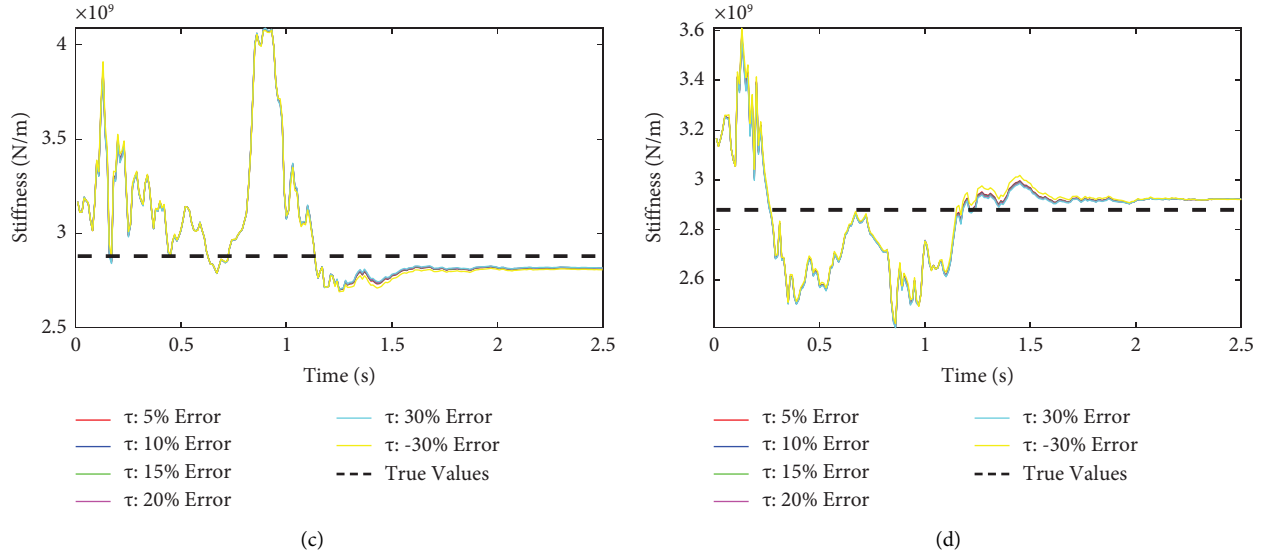 ×10⁹
4
3.5
3
2.5
Stiffness (N/m)
0 0.5 1 1.5 2 2.5
Time (s)
τ: 5% Error
τ: 10% Error
τ: 15% Error
τ: 20% Error
τ: 30% Error
τ: -30% Error
True Values
(c)
×10⁹
3.6
3.2
3
2.8
2.6
Stiffness (N/m)
0 0.5 1 1.5 2 2.5
Time (s)
τ: 5% Error
τ: 10% Error
τ: 15% Error
τ: 20% Error
τ: 30% Error
τ: -30% Error
True Values
(d)